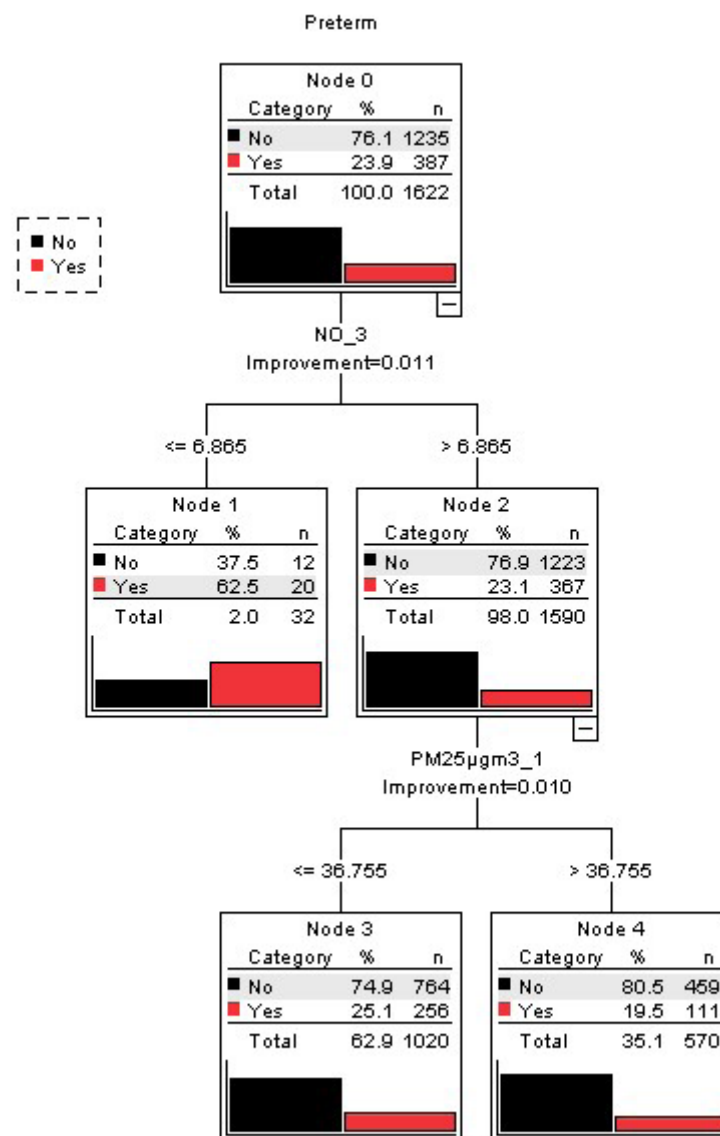 Preterm
Node 0
Category % n
No 76.1 1235
Yes 23.9 387
Total 100.0 1622
No
Yes
NO_3
Improvement=0.011
<= 6.865
> 6.865
Node 1
Category % n
No 37.5 12
Yes 62.5 20
Total 2.0 32
Node 2
Category % n
No 76.9 1223
Yes 23.1 367
Total 98.0 1590
PM25µgm3_1
Improvement=0.010
<= 36.755
> 36.755
Node 3
Category % n
No 74.9 764
Yes 25.1 256
Total 62.9 1020
Node 4
Category % n
No 80.5 459
Yes 19.5 111
Total 35.1 570